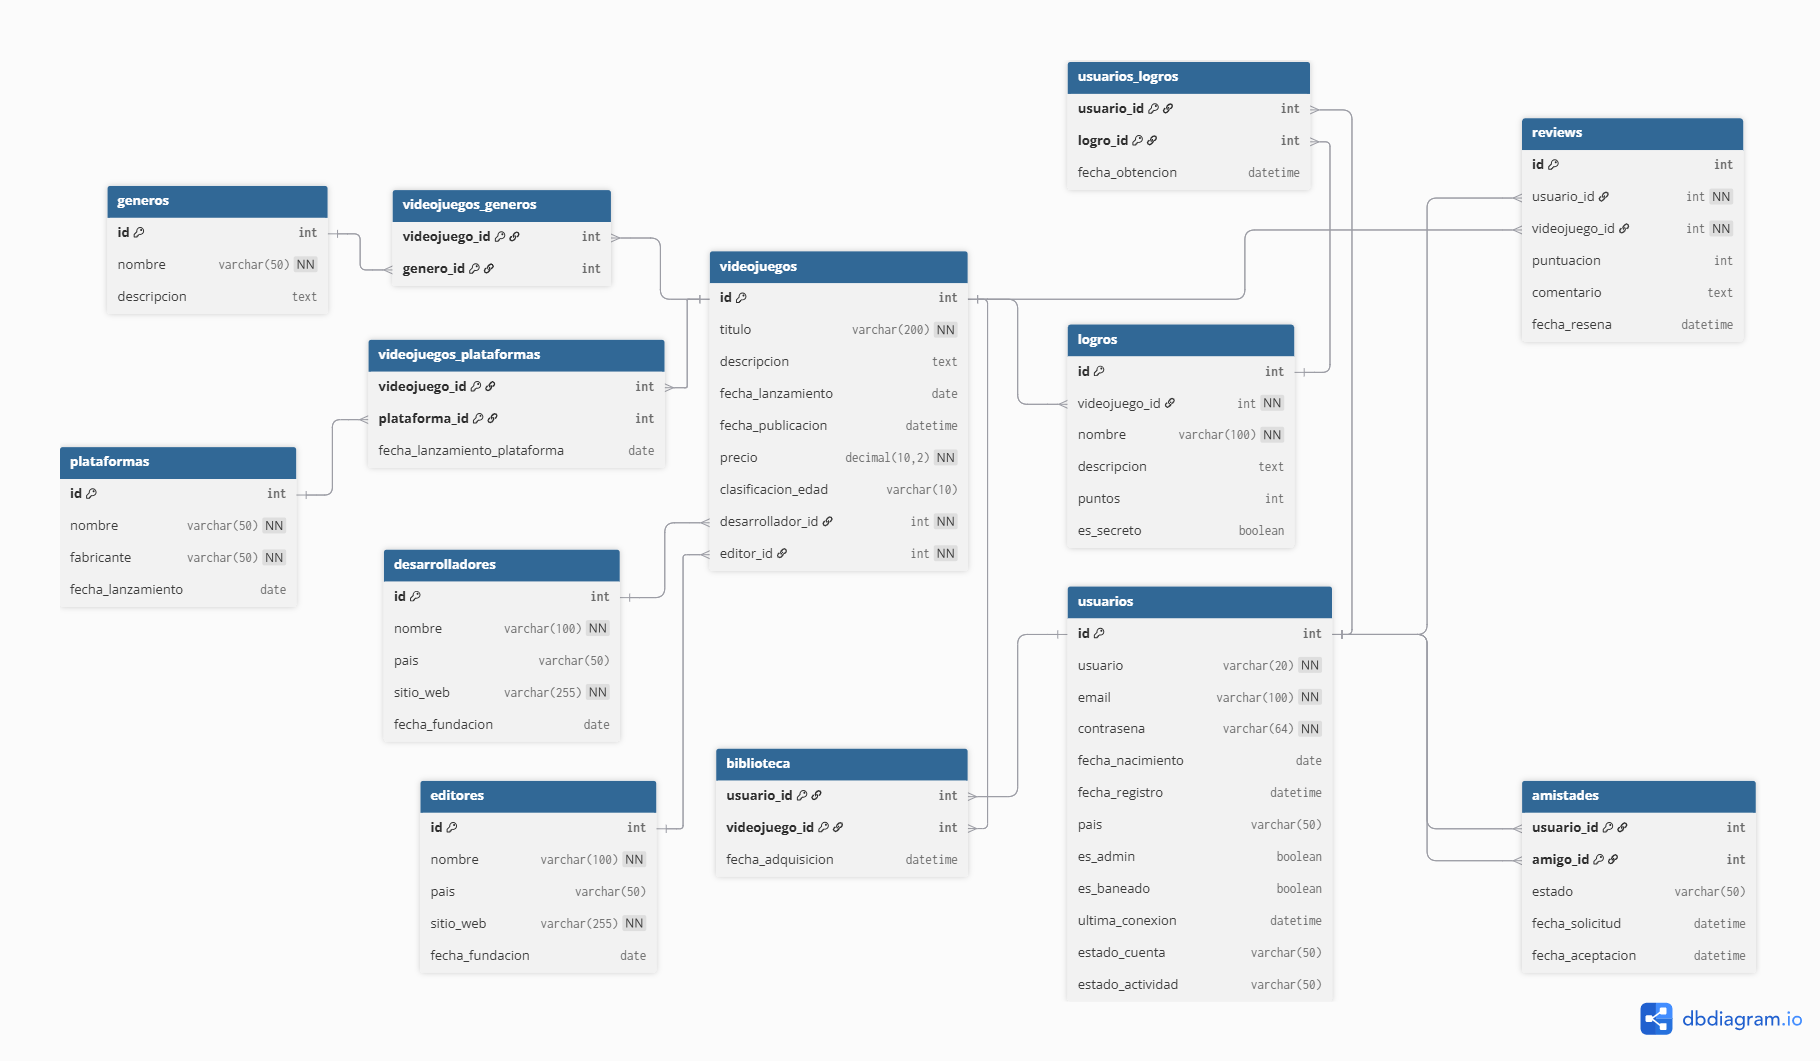 usuarios_logros
usuario_id int
logro_id int
fecha_obtencion datetime
reviews
id int
usuario_id int NN
videojuego_id int NN
puntuacion int
comentario text
fecha_resena datetime
generos
id int
nombre varchar(50) NN
descripcion text
videojuegos_generos
videojuego_id int
genero_id int
videojuegos
id int
titulo varchar(200) NN
descripcion text
fecha_lanzamiento date
fecha_publicacion datetime
precio decimal(10,2) NN
clasificacion_edad varchar(10)
desarrollador_id int NN
editor_id int NN
videojuegos_plataformas
videojuego_id int
plataforma_id int
fecha_lanzamiento_plataforma date
logros
id int
videojuego_id int NN
nombre varchar(100) NN
descripcion text
puntos int
es_secreto boolean
plataformas
id int
nombre varchar(50) NN
fabricante varchar(50) NN
fecha_lanzamiento date
desarrolladores
id int
nombre varchar(100) NN
pais varchar(50)
sitio_web varchar(255) NN
fecha_fundacion date
usuarios
id int
usuario varchar(20) NN
email varchar(100) NN
contrasena varchar(64) NN
fecha_nacimiento date
fecha_registro datetime
pais varchar(50)
es_admin boolean
es_baneado boolean
ultima_conexion datetime
estado_cuenta varchar(50)
estado_actividad varchar(50)
biblioteca
usuario_id int
videojuego_id int
fecha_adquisicion datetime
editores
id int
nombre varchar(100) NN
pais varchar(50)
sitio_web varchar(255) NN
fecha_fundacion date
amistades
usuario_id int
amigo_id int
estado varchar(50)
fecha_solicitud datetime
fecha_aceptacion datetime
dbdiagram.io